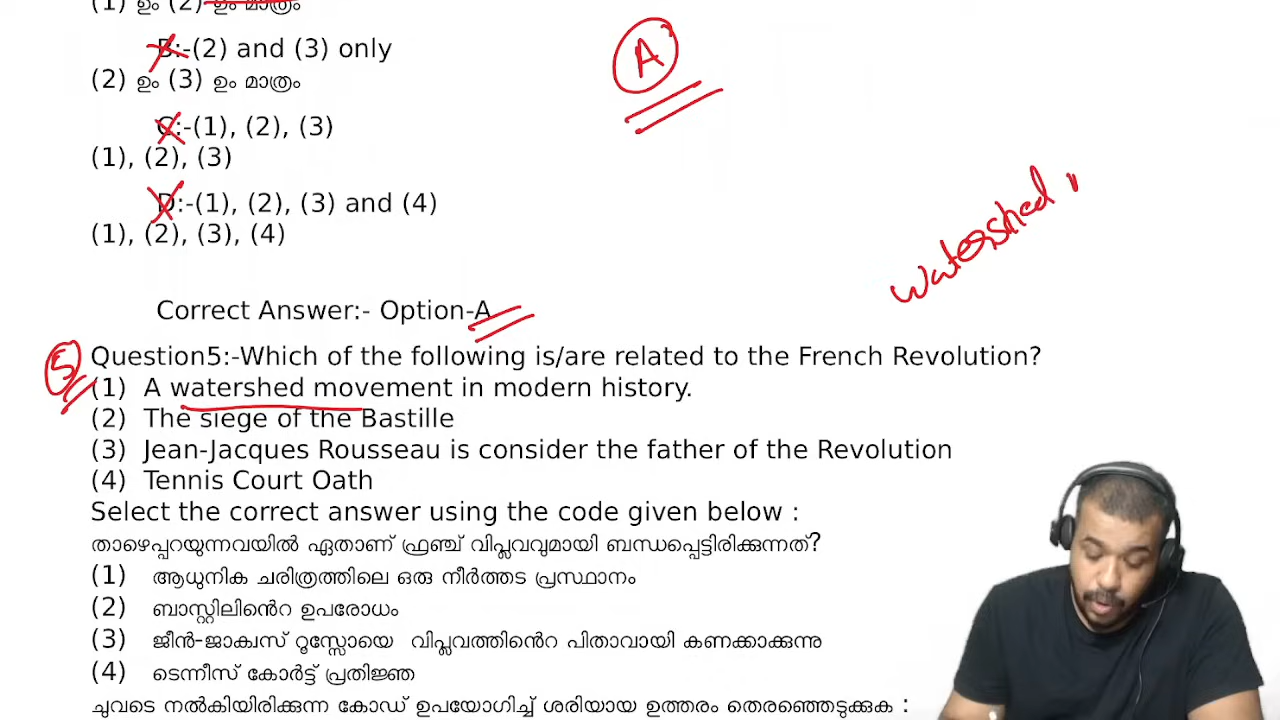 (1) ഉം (2) ഉം മാത്രം
B:-(2) and (3) only
A
(2) ഉം (3) ഉം മാത്രം
C:-(1), (2), (3)
(1), (2), (3)
D:-(1), (2), (3) and (4)
(1), (2), (3), (4)
watershed
Correct Answer:- Option-A
5
Question5:-Which of the following is/are related to the French Revolution?
(1) A watershed movement in modern history.
(2) The siege of the Bastille
(3) Jean-Jacques Rousseau is consider the father of the Revolution
(4) Tennis Court Oath
Select the correct answer using the code given below :
താഴെപ്പറയുന്നവയിൽ ഏതാണ് ഫ്രഞ്ച് വിപ്ലവവുമായി ബന്ധപ്പെട്ടിരിക്കുന്നത്?
(1) ആധുനിക ചരിത്രത്തിലെ ഒരു നീർത്തട പ്രസ്ഥാനം
(2) ബാസ്റ്റിലിൻെറ ഉപരോധം
(3) ജീൻ-ജാക്വസ് റൂസ്സോയെ വിപ്ലവത്തിൻെറ പിതാവായി കണക്കാക്കുന്നു
(4) ടെന്നീസ് കോർട്ട് പ്രതിജ്ഞ
ചുവടെ നൽകിയിരിക്കുന്ന കോഡ് ഉപയോഗിച്ച് ശരിയായ ഉത്തരം തെരഞ്ഞെടുക്കുക :